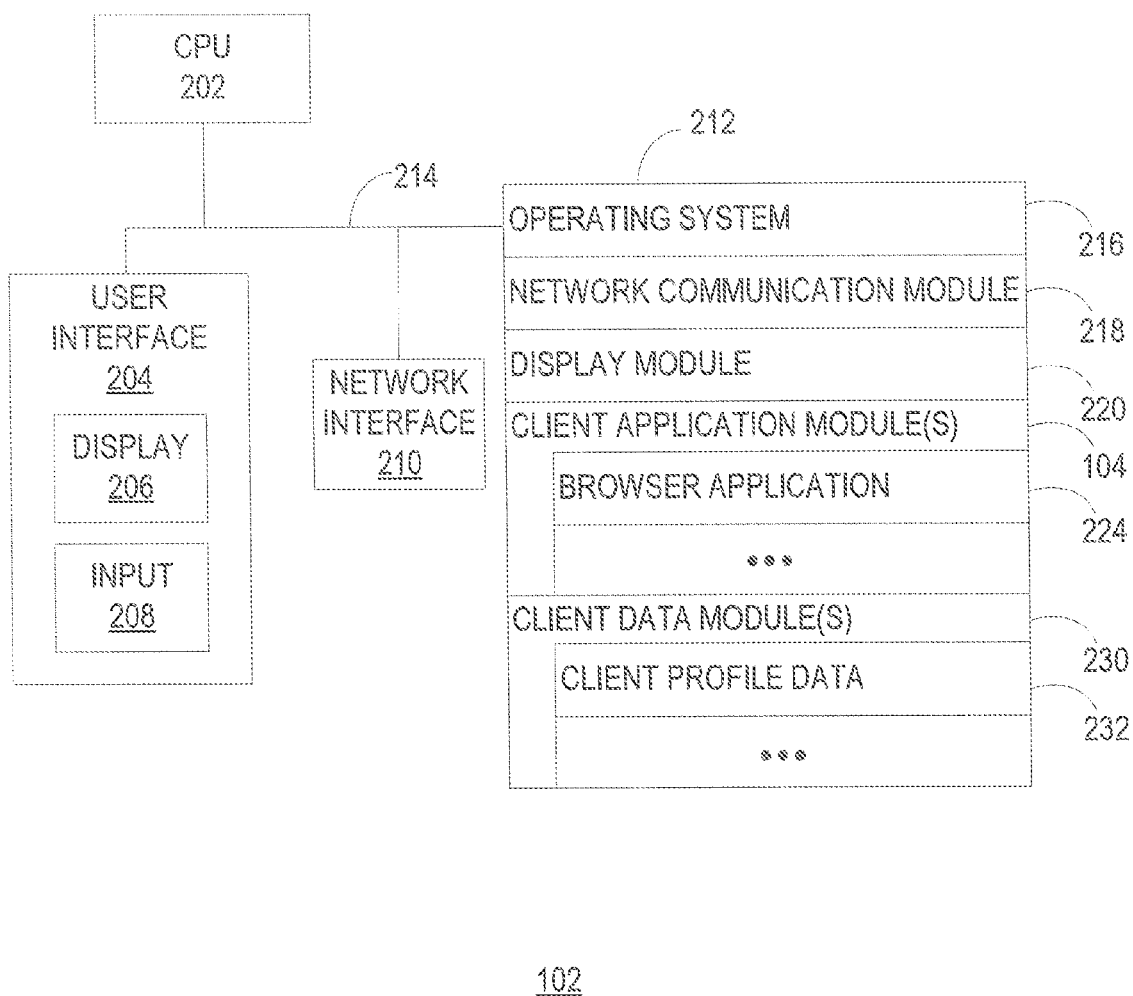 CPU
202
212
214
OPERATING SYSTEM
216
NETWORK COMMUNICATION MODULE
218
DISPLAY MODULE
220
CLIENT APPLICATION MODULE(S)
104
BROWSER APPLICATION
224
•••
CLIENT DATA MODULE(S)
230
CLIENT PROFILE DATA
232
•••
USER
INTERFACE
204
DISPLAY
206
INPUT
208
NETWORK
INTERFACE
210
102